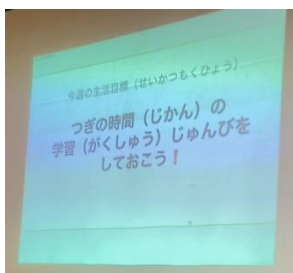 今週の生活目標（せいかつもくひょう）
つぎの時間（じかん）の
学習（がくしゅう）じゅんびを
しておこう！